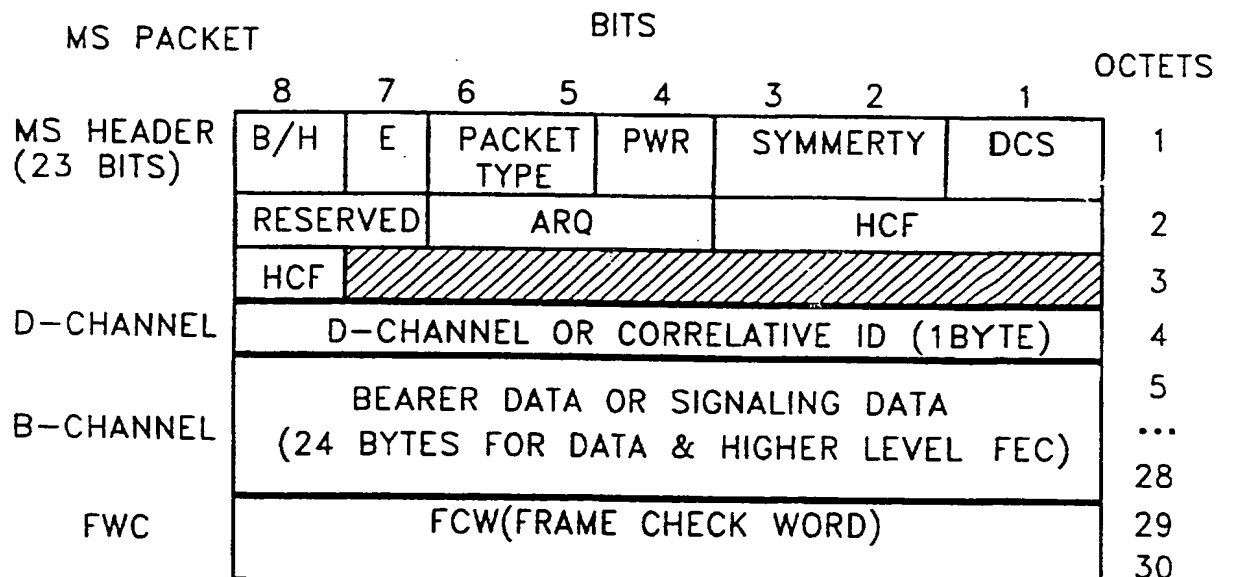 MS PACKET BITS
OCTETS
8 7 6 5 4 3 2 1
MS HEADER B/H E PACKET PWR SYMMERTY DCS 1
(23 BITS) TYPE
RESERVED ARQ HCF 2
HCF 3
D-CHANNEL D-CHANNEL OR CORRELATIVE ID (1BYTE) 4
BEARER DATA OR SIGNALING DATA 5
B-CHANNEL (24 BYTES FOR DATA & HIGHER LEVEL FEC) ...
28
FWC FCW(FRAME CHECK WORD) 29
30